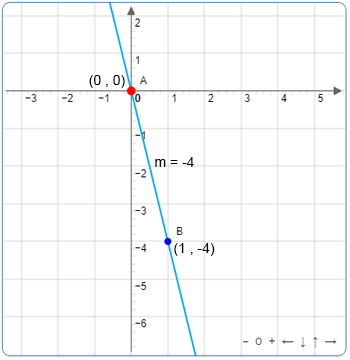 2
1
(0 , 0)
A
−3
−2
−1
0
1
2
3
4
5
−1
m = -4
−2
−3
B
−4
(1 , -4)
−5
−6
− o + ← ↓ ↑ →